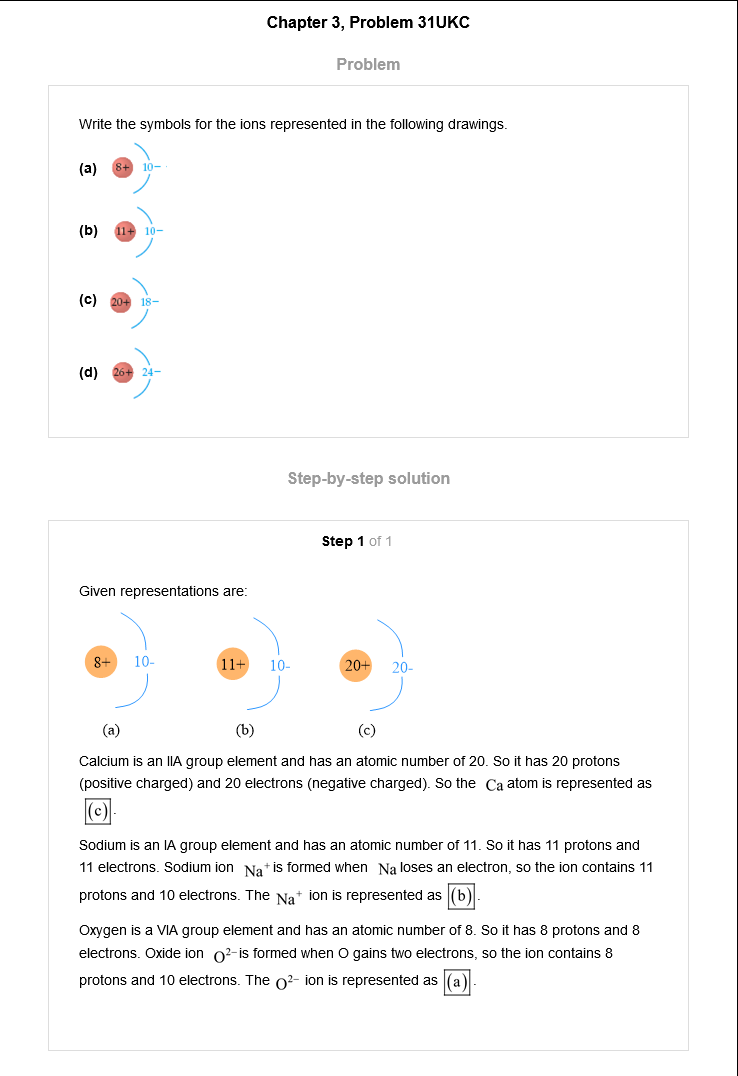 Chapter 3, Problem 31UKC
Problem
Write the symbols for the ions represented in the following drawings.
(a) 8+ 10−
(b) 11+ 10−
(c) 20+ 18−
(d) 26+ 24−
Step-by-step solution
Step 1 of 1
Given representations are:
8+ 10- 11+ 10- 20+ 20-
(a) (b) (c)
Calcium is an IIA group element and has an atomic number of 20. So it has 20 protons
(positive charged) and 20 electrons (negative charged). So the Ca atom is represented as
(c).
Sodium is an IA group element and has an atomic number of 11. So it has 11 protons and
11 electrons. Sodium ion Na⁺ is formed when Na loses an electron, so the ion contains 11
protons and 10 electrons. The Na⁺ ion is represented as (b).
Oxygen is a VIA group element and has an atomic number of 8. So it has 8 protons and 8
electrons. Oxide ion O²⁻ is formed when O gains two electrons, so the ion contains 8
protons and 10 electrons. The O²⁻ ion is represented as (a).